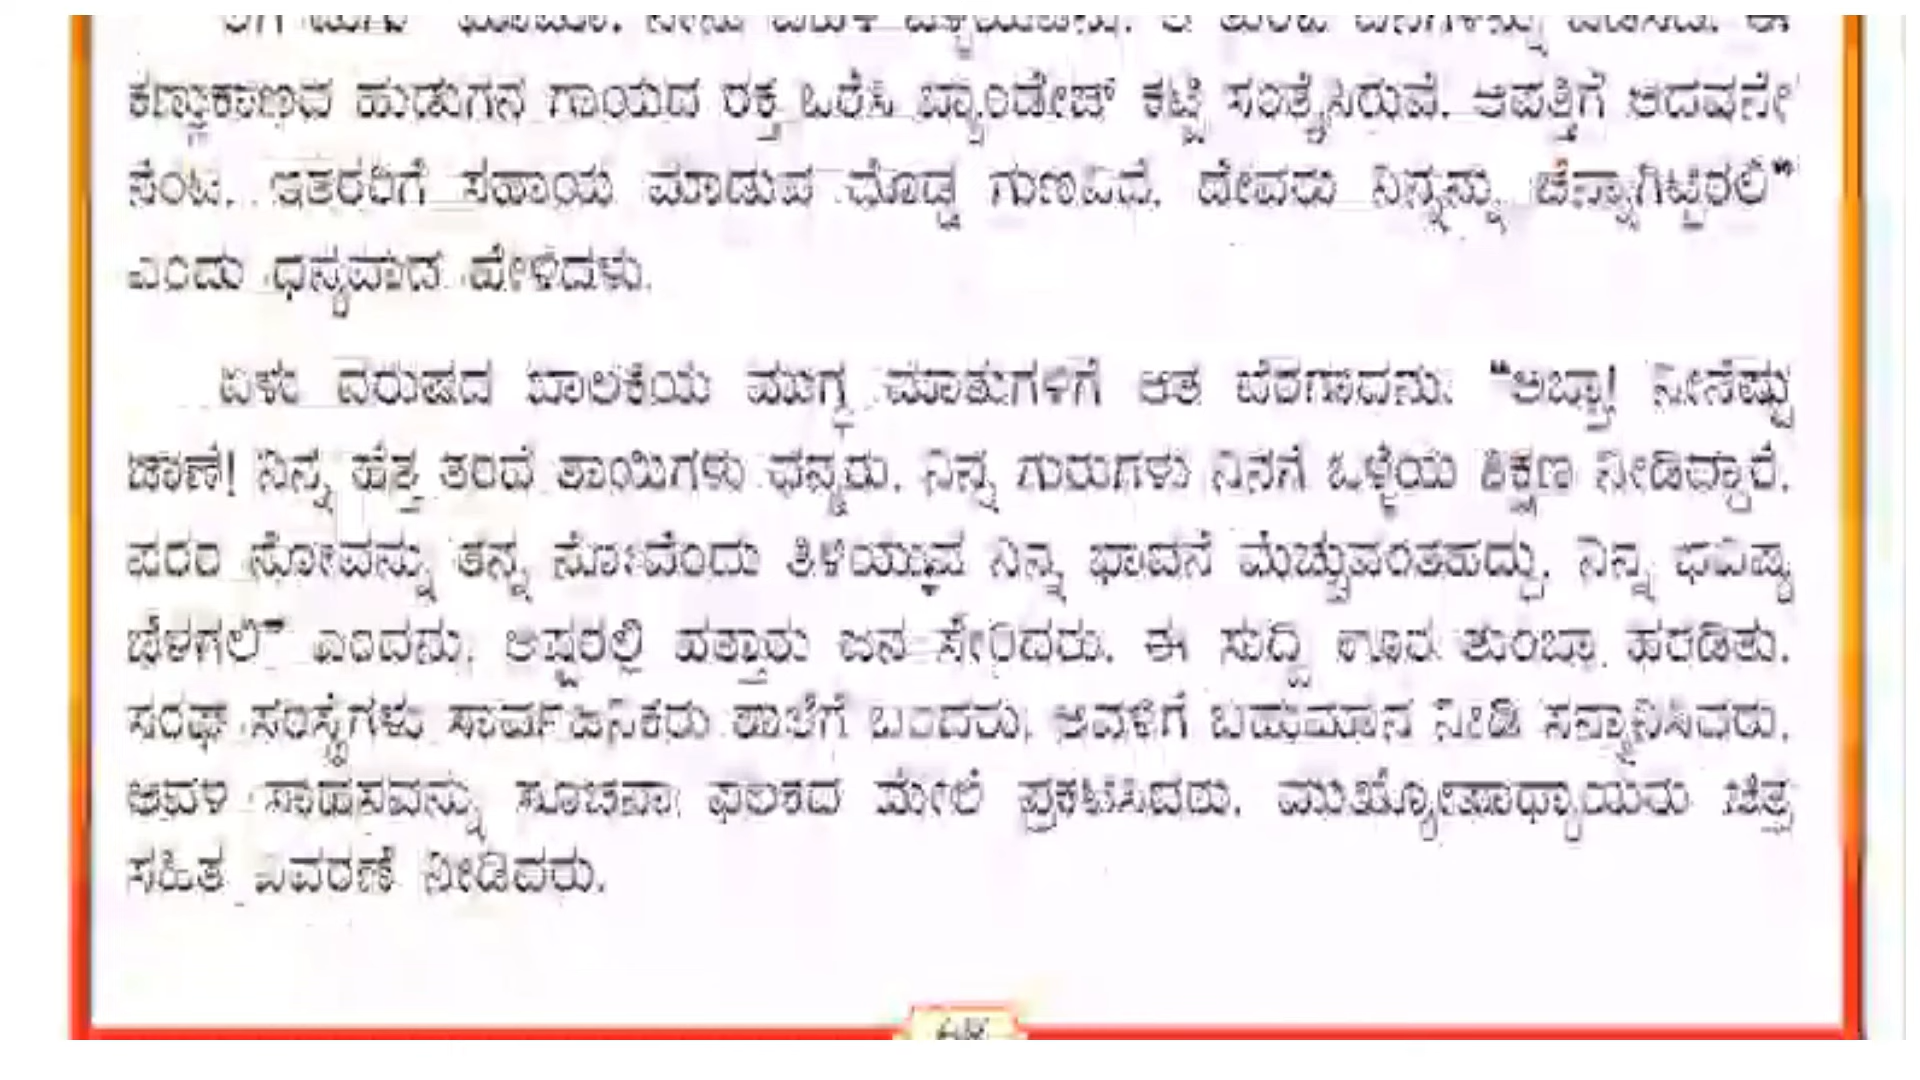 ಕಣ್ಣುಕಾಣದ ಹುಡುಗನ ಗಾಯದ ರಕ್ತ ಒರೆಸಿ ಬ್ಯಾಂಡೇಜ್ ಕಟ್ಟಿ ಸಂತೈಸಿರುವೆ. ಆಪತ್ತಿಗೆ ಆದವನೇ
ನೆಂಟ. ಇತರರಿಗೆ ಸಹಾಯ ಮಾಡುವ ದೊಡ್ಡ ಗುಣವಿದೆ. ದೇವರು ನಿನ್ನನ್ನು ಚೆನ್ನಾಗಿಟ್ಟಿರಲಿ"
ಎಂದು ಧನ್ಯವಾದ ಹೇಳಿದಳು.
ಏಳು ವರುಷದ ಬಾಲಕಿಯ ಮುಗ್ಧ ಮಾತುಗಳಿಗೆ ಆತ ಬೆರಗಾದನು. "ಅಬ್ಬಾ! ನೀನೆಷ್ಟು
ಜಾಣೆ! ನಿನ್ನ ಹೆತ್ತ ತಂದೆ ತಾಯಿಗಳು ಧನ್ಯರು. ನಿನ್ನ ಗುರುಗಳು ನಿನಗೆ ಒಳ್ಳೆಯ ಶಿಕ್ಷಣ ನೀಡಿದ್ದಾರೆ.
ಪರರ ನೋವನ್ನು ತನ್ನ ನೋವೆಂದು ತಿಳಿಯುವ ನಿನ್ನ ಭಾವನೆ ಮೆಚ್ಚುವಂತಹದ್ದು. ನಿನ್ನ ಭವಿಷ್ಯ
ಬೆಳಗಲಿ" ಎಂದನು. ಅಷ್ಟರಲ್ಲಿ ಹತ್ತಾರು ಜನ ಸೇರಿದರು. ಈ ಸುದ್ದಿ ಊರ ತುಂಬಾ ಹರಡಿತು.
ಸಂಘ ಸಂಸ್ಥೆಗಳು ಸಾರ್ವಜನಿಕರು ಶಾಲೆಗೆ ಬಂದರು. ಅವಳಿಗೆ ಬಹುಮಾನ ನೀಡಿ ಸನ್ಮಾನಿಸಿದರು.
ಅವಳ ಸಾಹಸವನ್ನು ಸೂಚನಾ ಫಲಕದ ಮೇಲೆ ಪ್ರಕಟಿಸಿದರು. ಮುಖ್ಯೋಪಾಧ್ಯಾಯರು ಚಿತ್ರ
ಸಹಿತ ವಿವರಣೆ ನೀಡಿದರು.